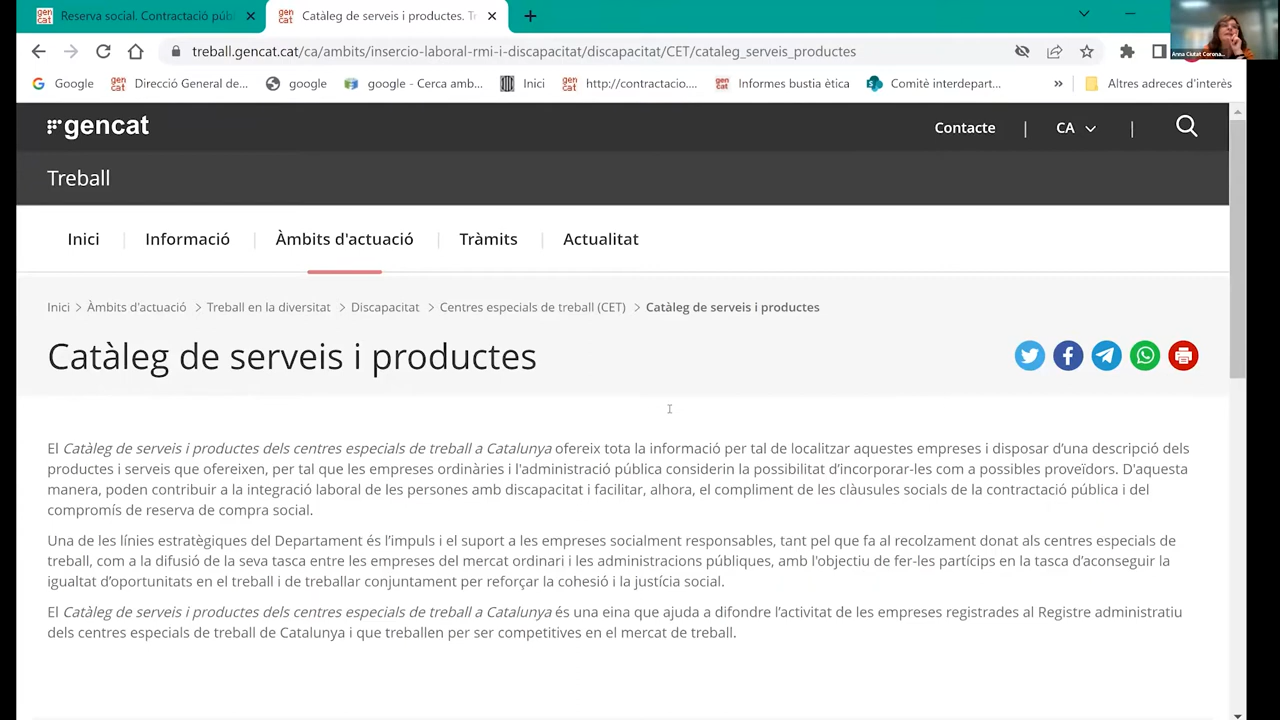 Reserva social. Contractació púb
Catàleg de serveis i productes. Tr
treball.gencat.cat/ca/ambits/insercio-laboral-rmi-i-discapacitat/discapacitat/CET/cataleg_serveis_productes
Google
Direcció General de...
google
google - Cerca amb...
Inici
http://contractacio....
Informes bustia ètica
Comitè interdepart...
»
Altres adreces d'interès
gencat
Contacte | CA |
Treball
Inici
Informació
Àmbits d'actuació
Tràmits
Actualitat
Inici > Àmbits d'actuació > Treball en la diversitat > Discapacitat > Centres especials de treball (CET) > Catàleg de serveis i productes
Catàleg de serveis i productes
El Catàleg de serveis i productes dels centres especials de treball a Catalunya ofereix tota la informació per tal de localitzar aquestes empreses i disposar d’una descripció dels
productes i serveis que ofereixen, per tal que les empreses ordinàries i l'administració pública considerin la possibilitat d’incorporar-les com a possibles proveïdors. D'aquesta
manera, poden contribuir a la integració laboral de les persones amb discapacitat i facilitar, alhora, el compliment de les clàusules socials de la contractació pública i del
compromís de reserva de compra social.
Una de les línies estratègiques del Departament és l’impuls i el suport a les empreses socialment responsables, tant pel que fa al recolzament donat als centres especials de
treball, com a la difusió de la seva tasca entre les empreses del mercat ordinari i les administracions públiques, amb l'objectiu de fer-les partícips en la tasca d’aconseguir la
igualtat d’oportunitats en el treball i de treballar conjuntament per reforçar la cohesió i la justícia social.
El Catàleg de serveis i productes dels centres especials de treball a Catalunya és una eina que ajuda a difondre l’activitat de les empreses registrades al Registre administratiu
dels centres especials de treball de Catalunya i que treballen per ser competitives en el mercat de treball.